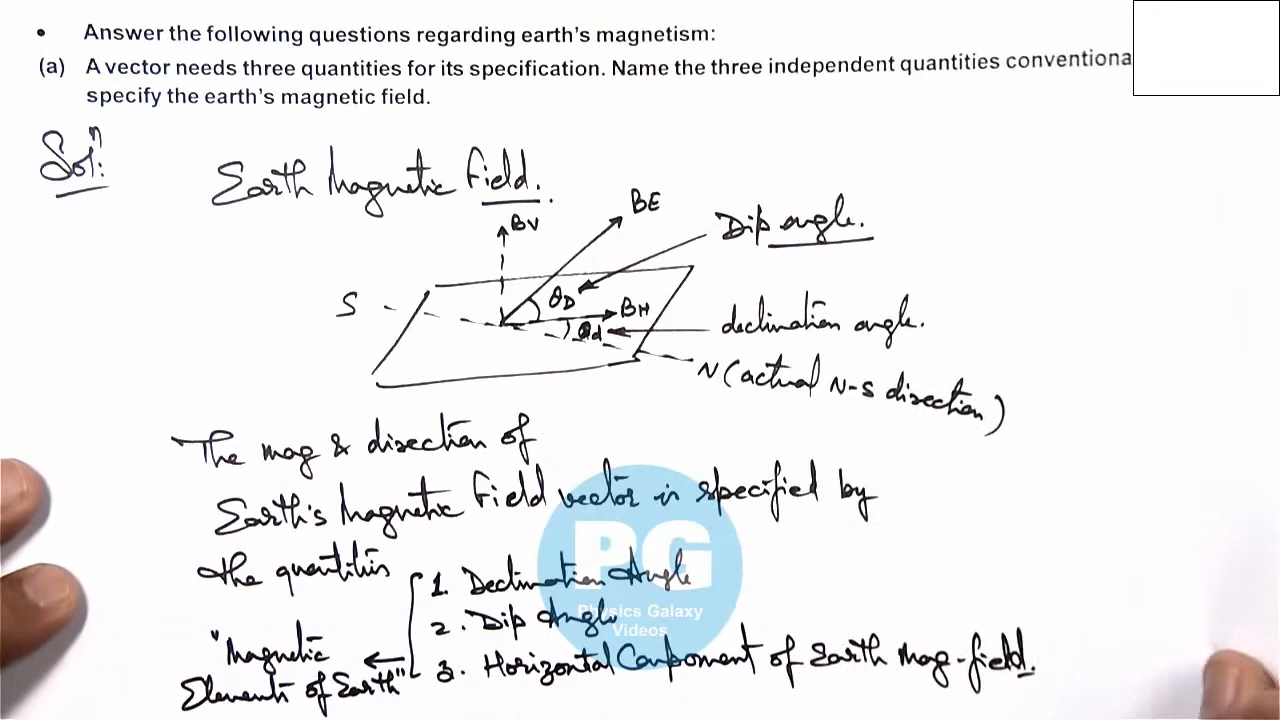 • Answer the following questions regarding earth's magnetism:
(a) A vector needs three quantities for its specification. Name the three independent quantities conventiona
specify the earth's magnetic field.
Solⁿ:
Earth Magnetic Field.
BV
BE
Dip angle.
S
θD
BH
θd
declination angle.
N (actual N-S direction)
The mag & direction of
Earth's Magnetic Field vector is specified by
the quantities
1. Declination Angle
2. Dip Angle
3. Horizontal Component of Earth Mag-field.
"Magnetic
Elements of Earth"
PG
Physics Galaxy
Videos